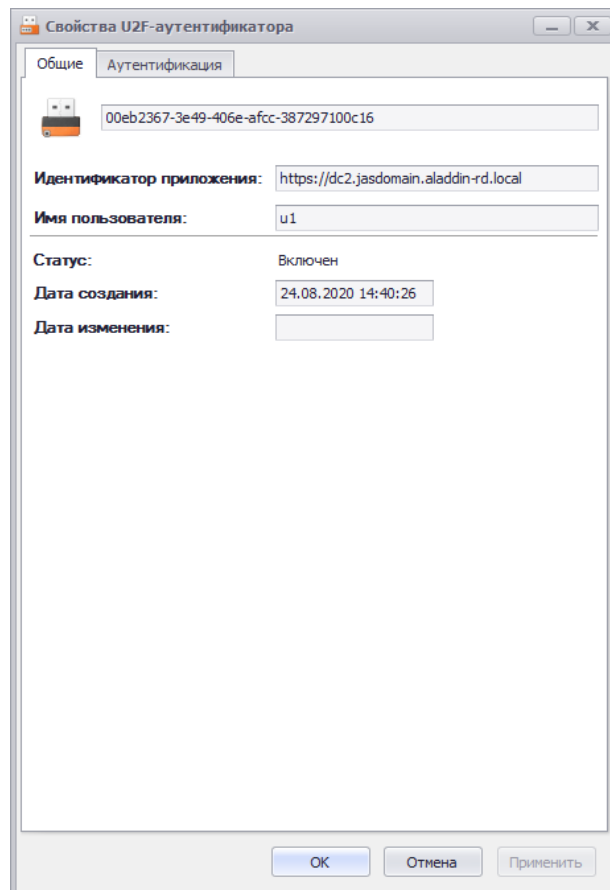 Свойства U2F-аутентификатора
Общие Аутентификация
00eb2367-3e49-406e-afcc-387297100c16
Идентификатор приложения: https://dc2.jasdomain.aladdin-rd.local
Имя пользователя: u1
Статус: Включен
Дата создания: 24.08.2020 14:40:26
Дата изменения:
OK Отмена Применить